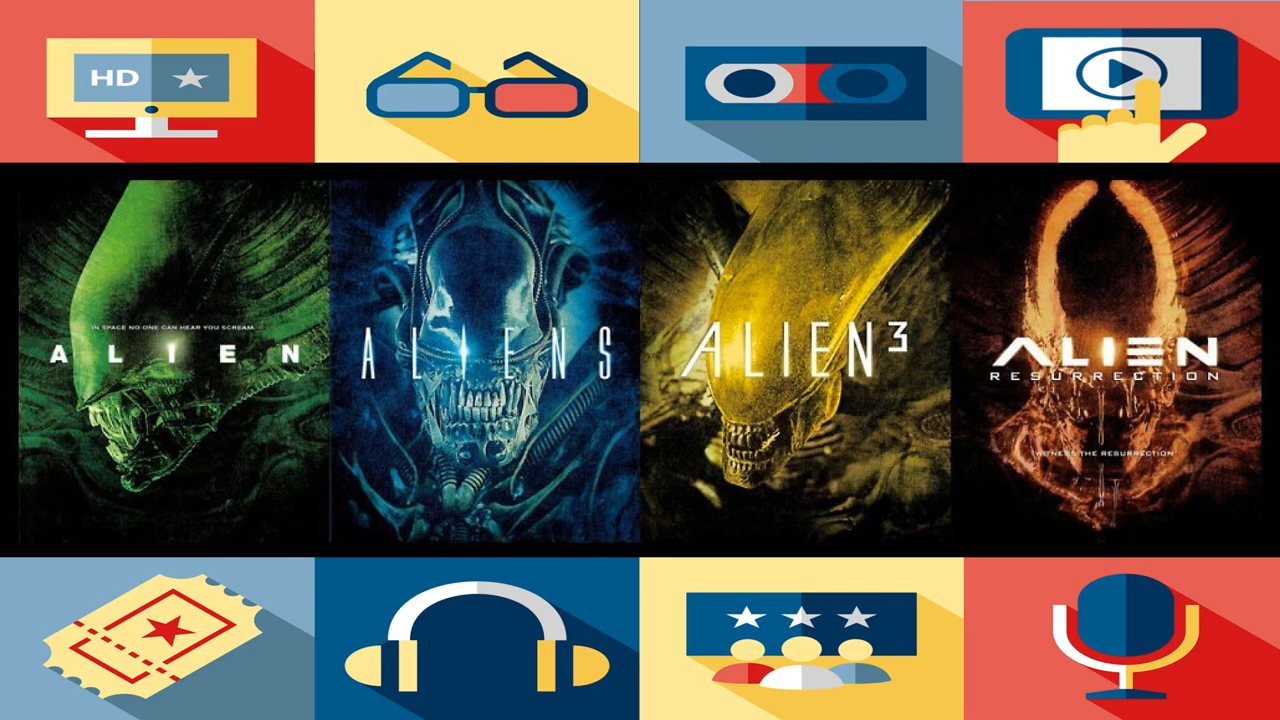 HD
IN SPACE NO ONE CAN HEAR YOU SCREAM.
ALIEN
ALIENS
ALIEN³
ALIEN
RESURRECTION
WITNESS THE RESURRECTION